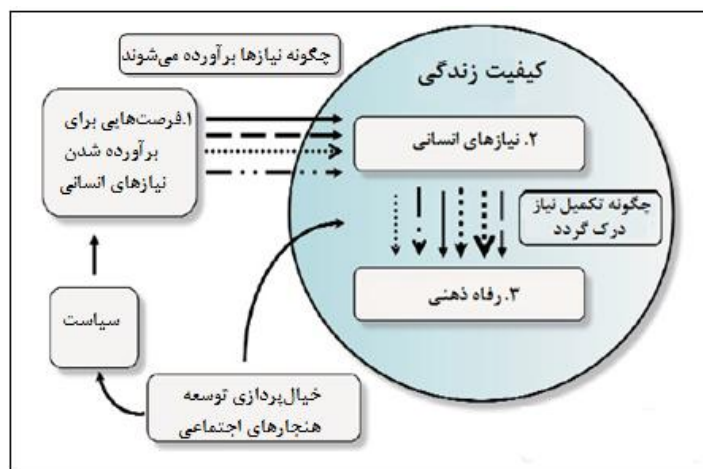 چگونه نیازها برآورده می‌شوند
کیفیت زندگی
۱.فرصت‌هایی برای
برآورده شدن
نیازهای انسانی
۲. نیازهای انسانی
چگونه تکمیل نیاز
درک گردد
۳. رفاه ذهنی
سیاست
خیال‌پردازی توسعه
هنجارهای اجتماعی